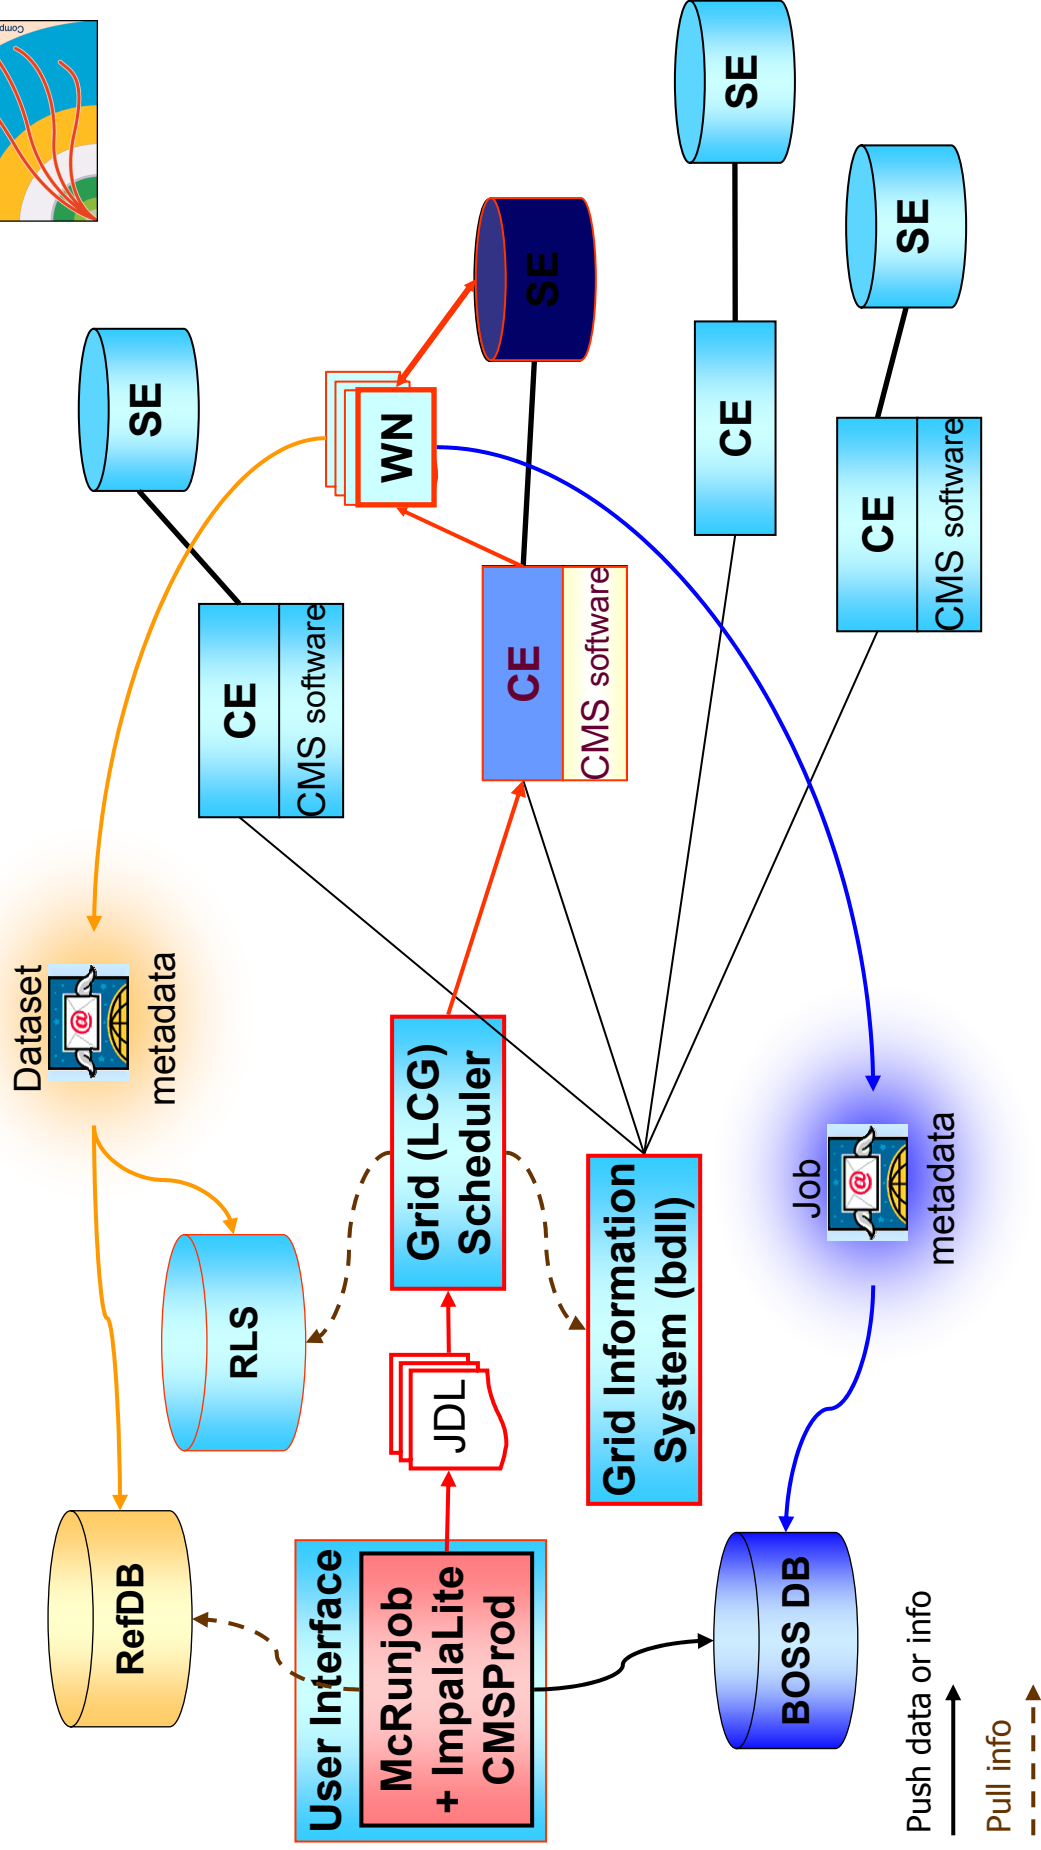 Comp
Dataset
metadata
SE
CE
CMS software
RefDB
RLS
WN
SE
User Interface
McRunjob
+ ImpalaLite
CMSProd
JDL
Grid (LCG)
Scheduler
CE
CMS software
Grid Information
System (bdII)
CE
SE
BOSS DB
Job
metadata
CE
CMS software
SE
Push data or info
Pull info